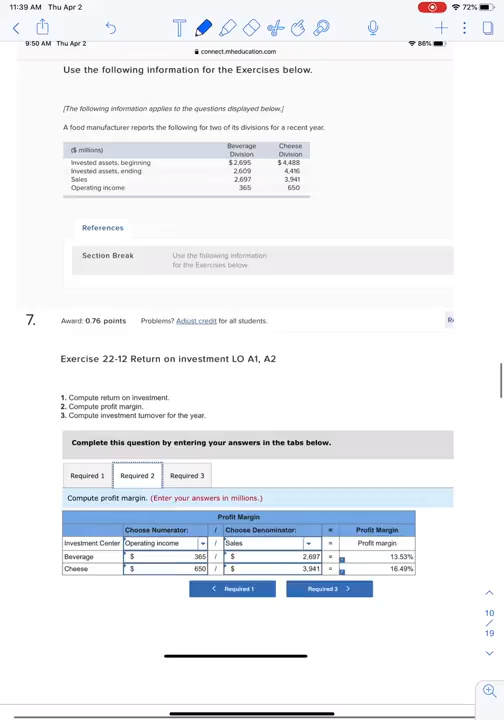 11:39 AM Thu Apr 2
72%
9:50 AM Thu Apr 2
86%
connect.mheducation.com
Use the following information for the Exercises below.
[The following information applies to the questions displayed below.]
A food manufacturer reports the following for two of its divisions for a recent year.
($ millions) Beverage Division Cheese Division
Invested assets, beginning $ 2,695 $ 4,488
Invested assets, ending 2,609 4,416
Sales 2,697 3,941
Operating income 365 650
References
Section Break Use the following information
for the Exercises below
7. Award: 0.76 points Problems? Adjust credit for all students.
Exercise 22-12 Return on investment LO A1, A2
1. Compute return on investment.
2. Compute profit margin.
3. Compute investment turnover for the year.
Complete this question by entering your answers in the tabs below.
Required 1 Required 2 Required 3
Compute profit margin. (Enter your answers in millions.)
Profit Margin
Choose Numerator: / Choose Denominator: = Profit Margin
Investment Center Operating income / Sales = Profit margin
Beverage $ 365 / $ 2,697 = 13.53%
Cheese $ 650 / $ 3,941 = 16.49%
< Required 1 Required 3 >
10
/
19